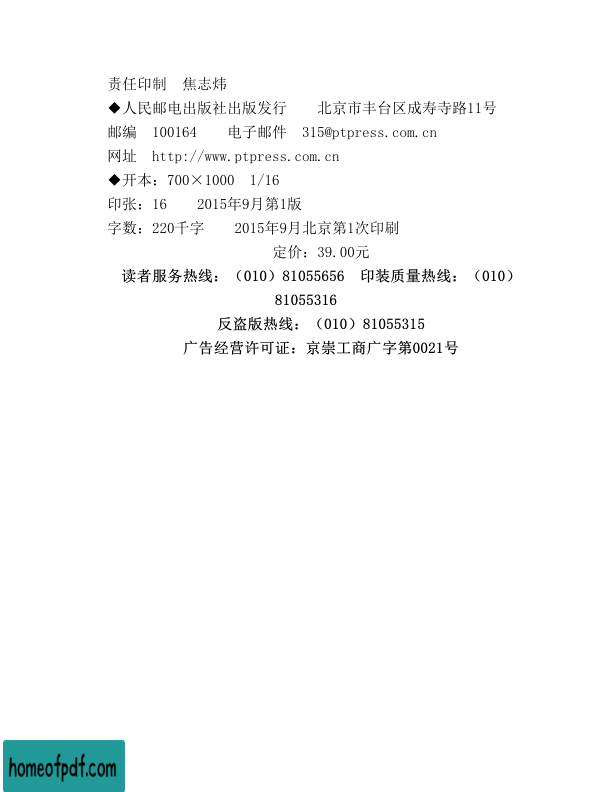 责任印制　焦志炜
◆人民邮电出版社出版发行　　北京市丰台区成寿寺路11号
邮编　100164　　电子邮件　315@ptpress.com.cn
网址　http://www.ptpress.com.cn
◆开本：700×1000　1/16
印张：16　　2015年9月第1版
字数：220千字　　2015年9月北京第1次印刷
定价：39.00元
读者服务热线：（010）81055656　印装质量热线：（010）
81055316
反盗版热线：（010）81055315
广告经营许可证：京崇工商广字第0021号
homeofpdf.com